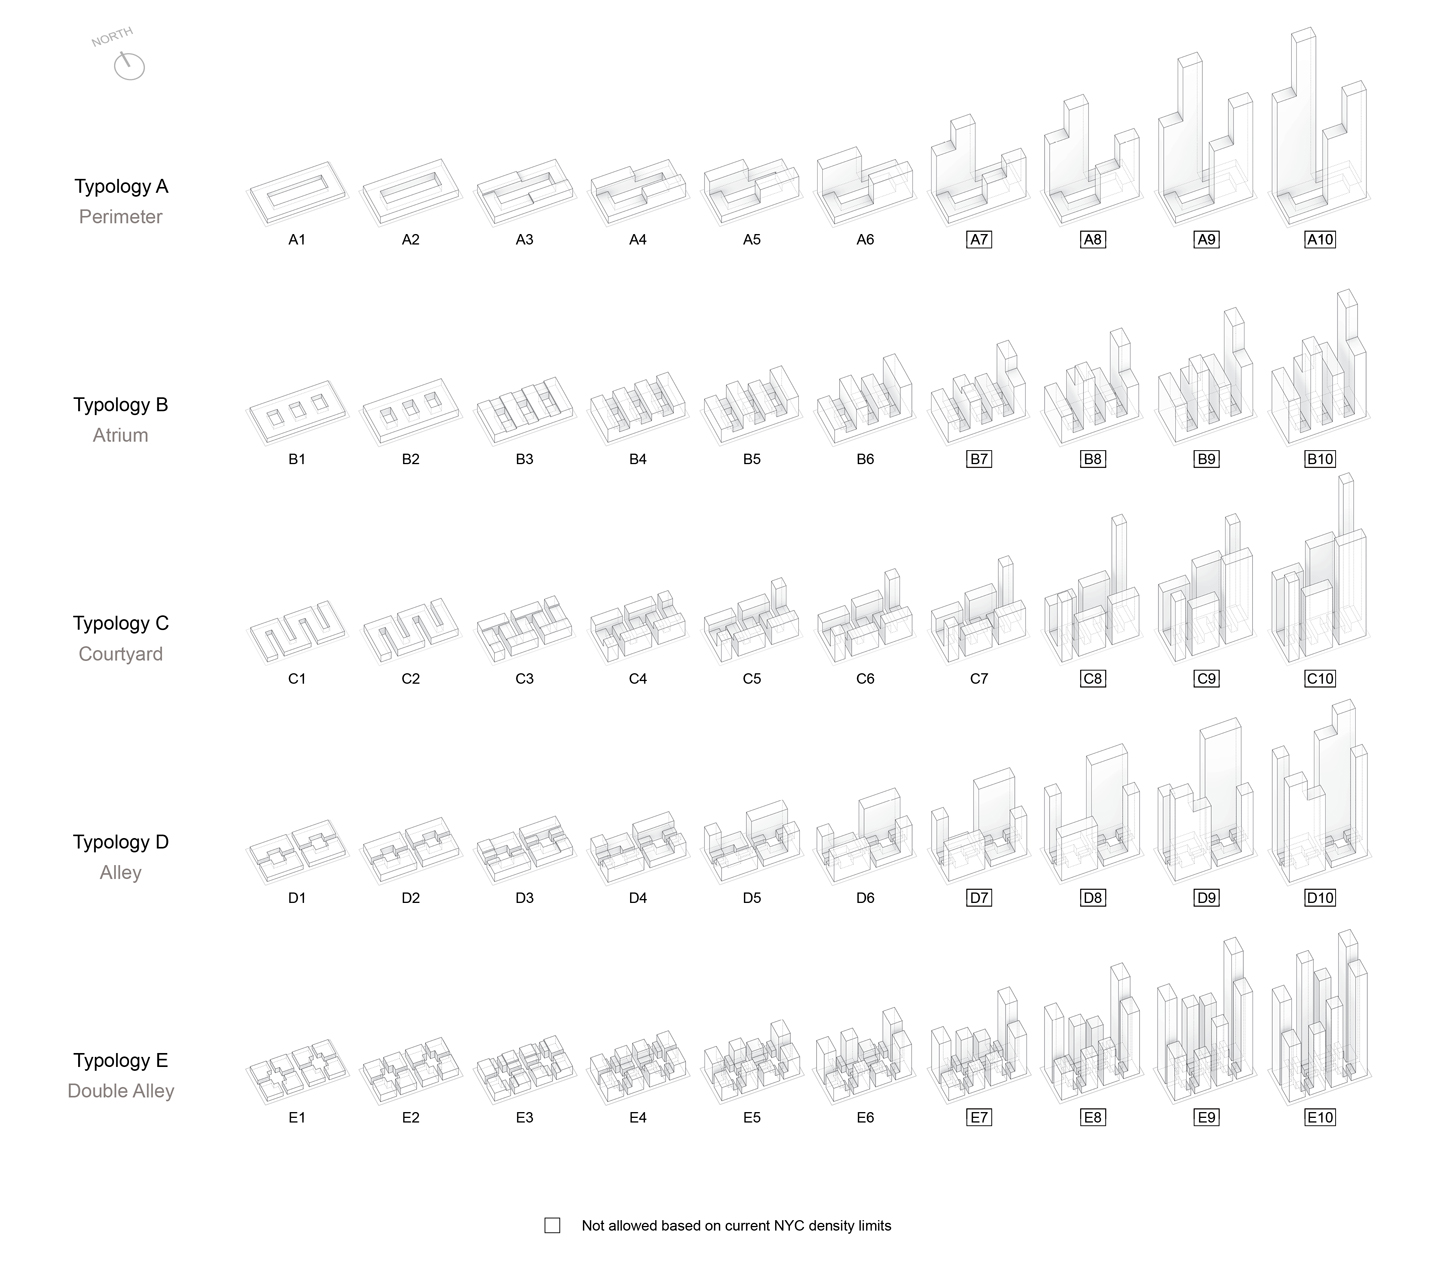 NORTH
Typology A
Perimeter
A1 A2 A3 A4 A5 A6 A7 A8 A9 A10
Typology B
Atrium
B1 B2 B3 B4 B5 B6 B7 B8 B9 B10
Typology C
Courtyard
C1 C2 C3 C4 C5 C6 C7 C8 C9 C10
Typology D
Alley
D1 D2 D3 D4 D5 D6 D7 D8 D9 D10
Typology E
Double Alley
E1 E2 E3 E4 E5 E6 E7 E8 E9 E10
Not allowed based on current NYC density limits